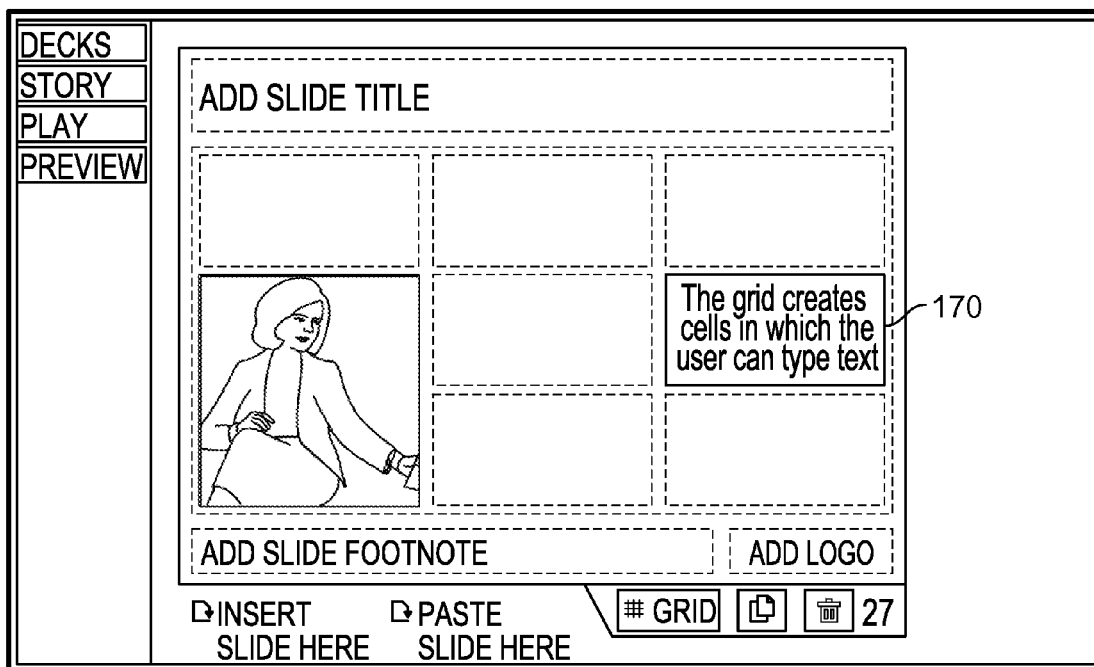 DECKS
STORY
PLAY
PREVIEW
ADD SLIDE TITLE
The grid creates
cells in which the
user can type text
170
ADD SLIDE FOOTNOTE
ADD LOGO
INSERT
SLIDE HERE
PASTE
SLIDE HERE
# GRID
27